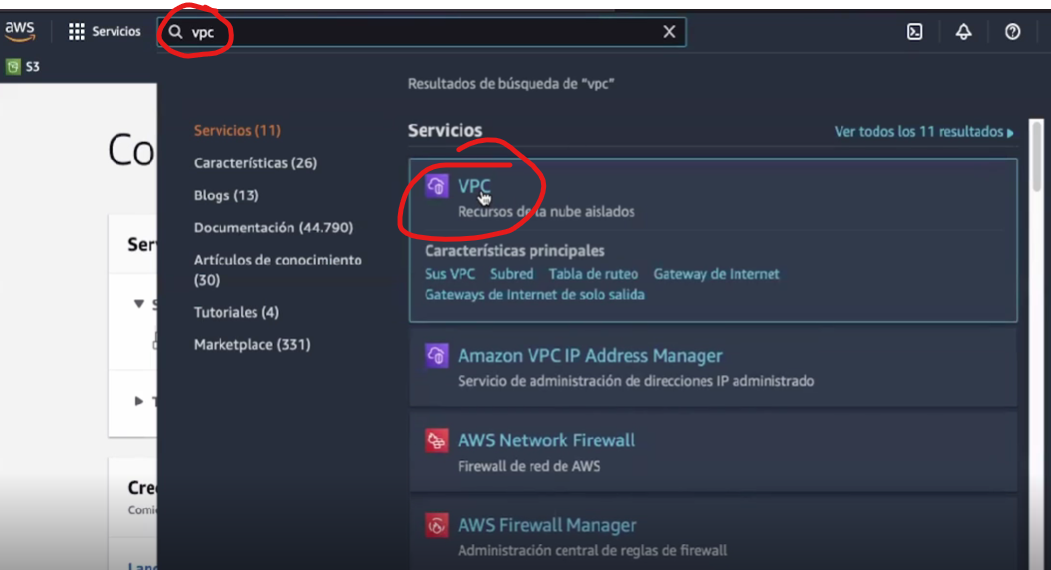 aws
Servicios
vpc
S3
Resultados de búsqueda de "vpc"
Servicios (11)
Características (26)
Blogs (13)
Documentación (44.790)
Artículos de conocimiento
(30)
Tutoriales (4)
Marketplace (331)
Servicios
Ver todos los 11 resultados
VPC
Recursos de la nube aislados
Características principales
Sus VPC Subred Tabla de ruteo Gateway de Internet
Gateways de Internet de solo salida
Amazon VPC IP Address Manager
Servicio de administración de direcciones IP administrado
AWS Network Firewall
Firewall de red de AWS
AWS Firewall Manager
Administración central de reglas de firewall
Co
Ser
Cre
Comi